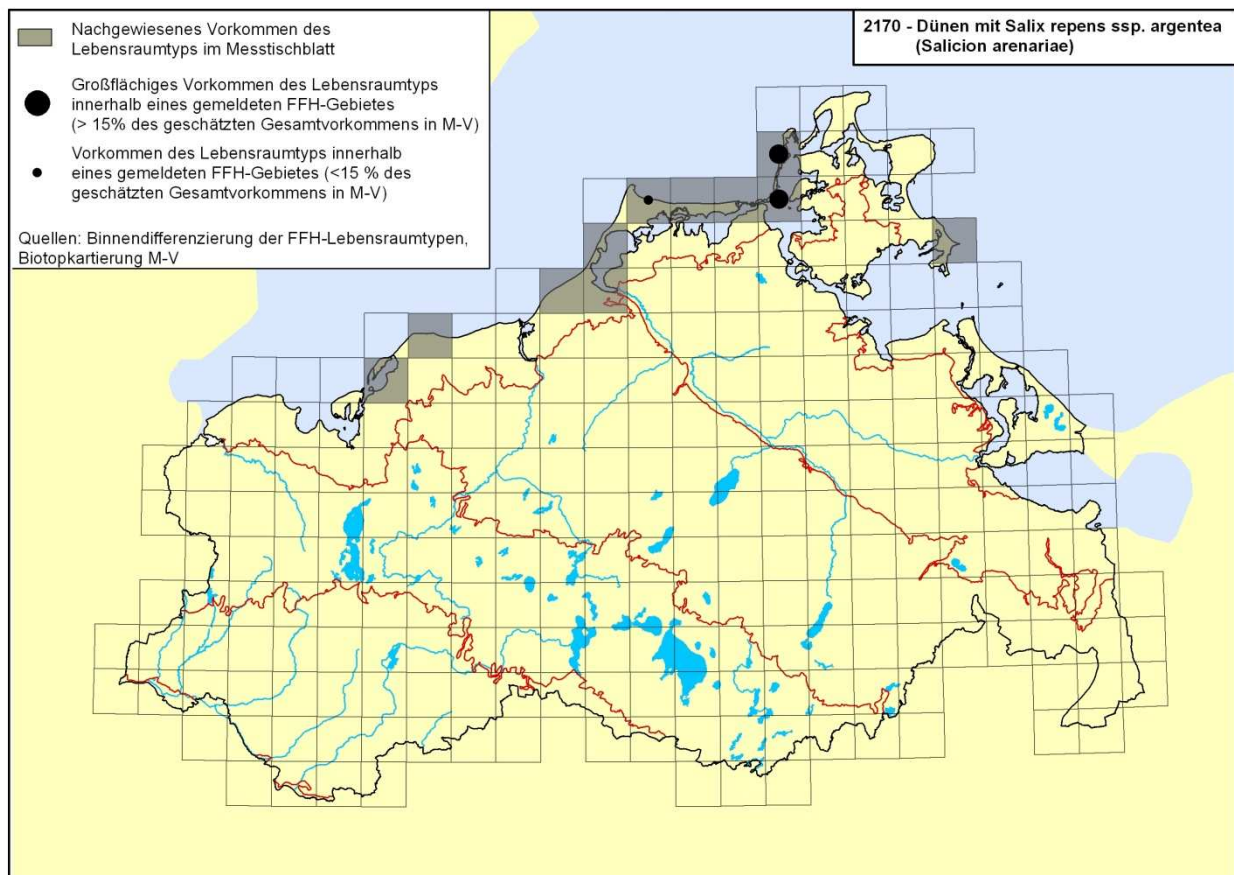 Nachgewiesenes Vorkommen des
Lebensraumtyps im Messtischblatt
Großflächiges Vorkommen des Lebensraumtyps
innerhalb eines gemeldeten FFH-Gebietes
(> 15% des geschätzten Gesamtvorkommens in M-V)
Vorkommen des Lebensraumtyps innerhalb
eines gemeldeten FFH-Gebietes (<15 % des
geschätzten Gesamtvorkommens in M-V)
Quellen: Binnendifferenzierung der FFH-Lebensraumtypen,
Biotopkartierung M-V
2170 - Dünen mit Salix repens ssp. argentea
(Salicion arenariae)